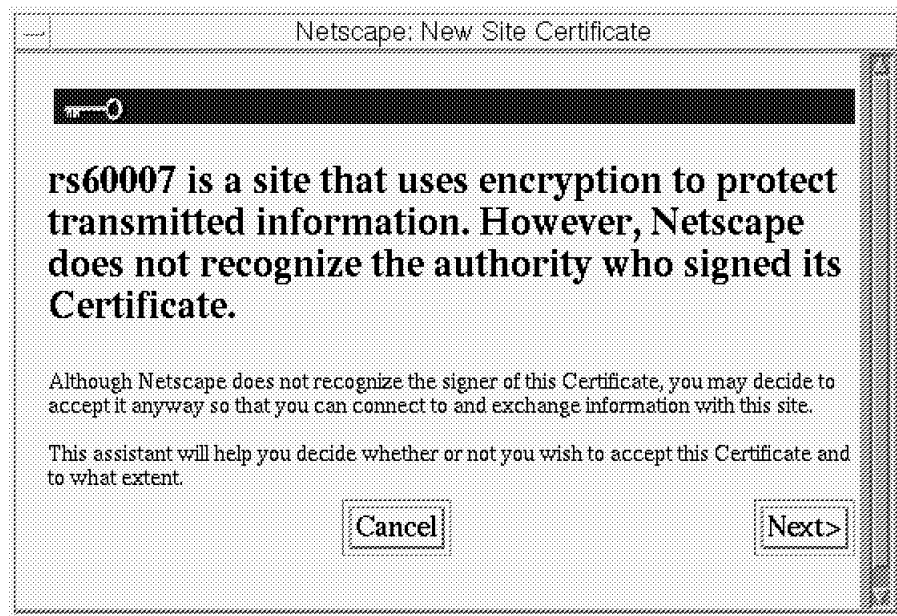 Netscape: New Site Certificate
rs60007 is a site that uses encryption to protect
transmitted information. However, Netscape
does not recognize the authority who signed its
Certificate.
Although Netscape does not recognize the signer of this Certificate, you may decide to
accept it anyway so that you can connect to and exchange information with this site.
This assistant will help you decide whether or not you wish to accept this Certificate and
to what extent.
Cancel
Next>